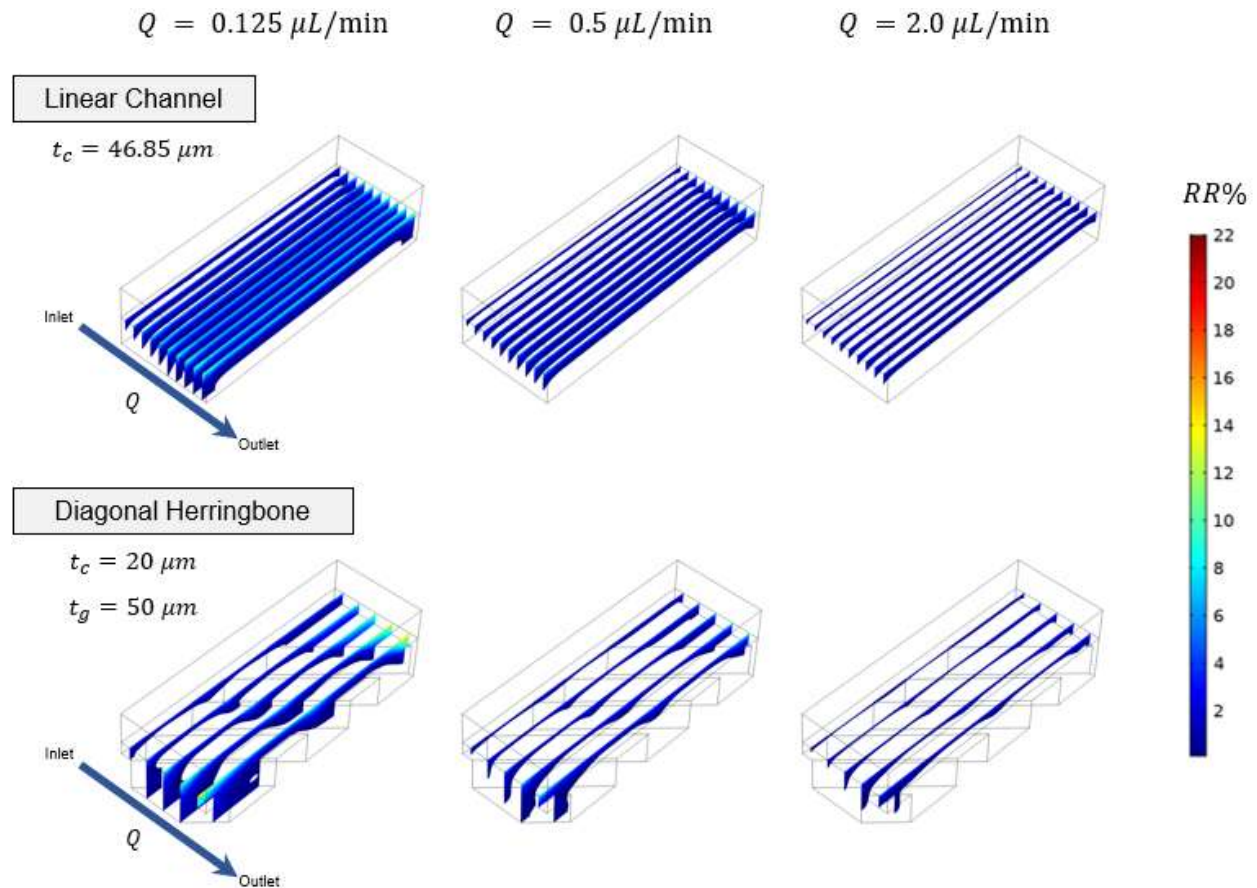 Q = 0.125 μL/min
Q = 0.5 μL/min
Q = 2.0 μL/min
Linear Channel
t_c = 46.85 μm
Inlet
Q
Outlet
RR%
22
20
18
16
14
12
10
8
6
4
2
Diagonal Herringbone
t_c = 20 μm
t_g = 50 μm
Inlet
Q
Outlet